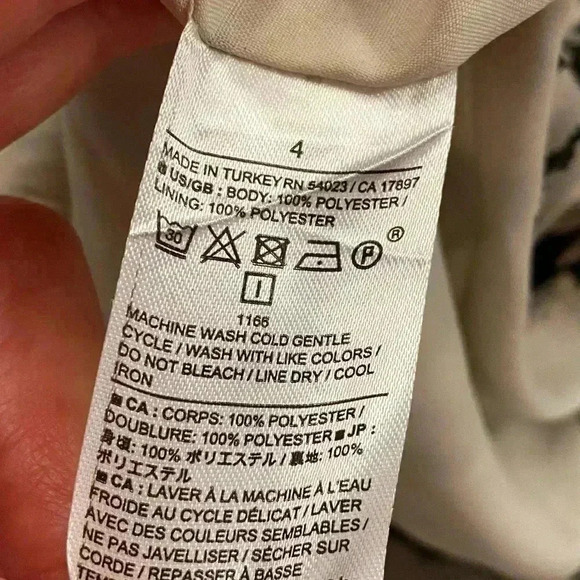 4
MADE IN TURKEY RN 54023 / CA 17897
■ US/GB : BODY: 100% POLYESTER /
LINING: 100% POLYESTER
30 P ®
I
1166
MACHINE WASH COLD GENTLE
CYCLE / WASH WITH LIKE COLORS /
DO NOT BLEACH / LINE DRY / COOL
IRON
■ CA : CORPS: 100% POLYESTER /
DOUBLURE: 100% POLYESTER ■ JP :
身頃: 100% ポリエステル / 裏地: 100%
ポリエステル
■ CA : LAVER À LA MACHINE À L'EAU
FROIDE AU CYCLE DÉLICAT / LAVER
AVEC DES COULEURS SEMBLABLES /
NE PAS JAVELLISER / SÉCHER SUR
CORDE / REPASSER À BASSE